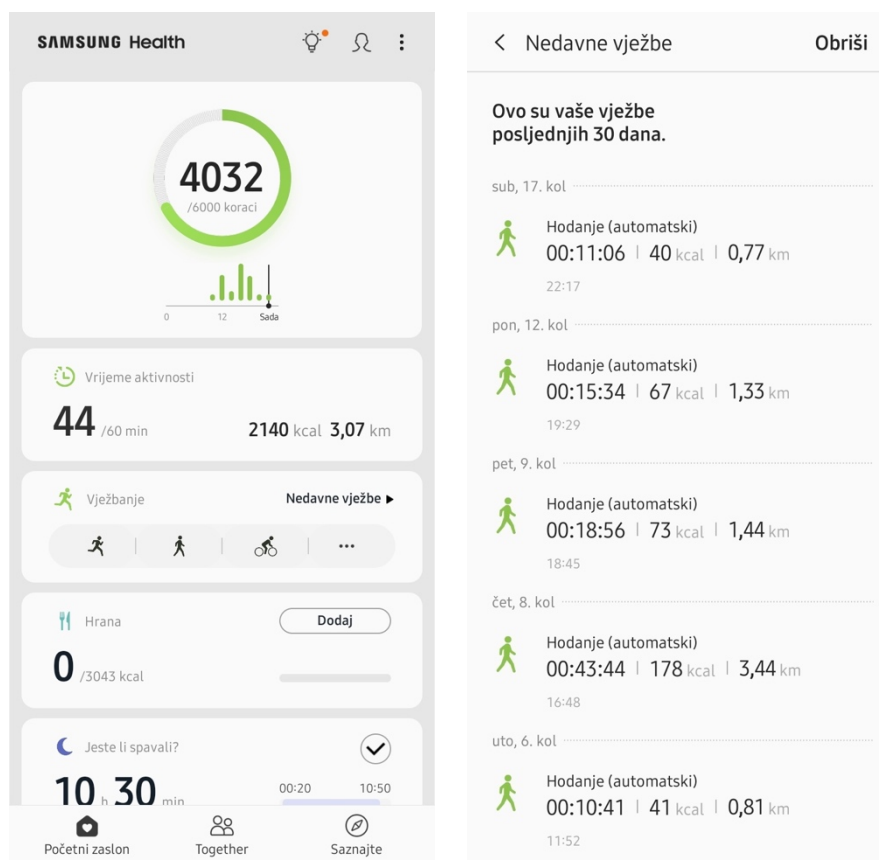 SAMSUNG Health
4032
/6000 koraci
0 12 Sada
Vrijeme aktivnosti
44 /60 min 2140 kcal 3,07 km
Vježbanje Nedavne vježbe ▶
Hrana Dodaj
0 /3043 kcal
Jeste li spavali?
10 h 30 min 00:20 10:50
Početni zaslon Together Saznajte
Nedavne vježbe Obriši
Ovo su vaše vježbe
posljednjih 30 dana.
sub, 17. kol
Hodanje (automatski)
00:11:06 | 40 kcal | 0,77 km
22:17
pon, 12. kol
Hodanje (automatski)
00:15:34 | 67 kcal | 1,33 km
19:29
pet, 9. kol
Hodanje (automatski)
00:18:56 | 73 kcal | 1,44 km
18:45
čet, 8. kol
Hodanje (automatski)
00:43:44 | 178 kcal | 3,44 km
16:48
uto, 6. kol
Hodanje (automatski)
00:10:41 | 41 kcal | 0,81 km
11:52